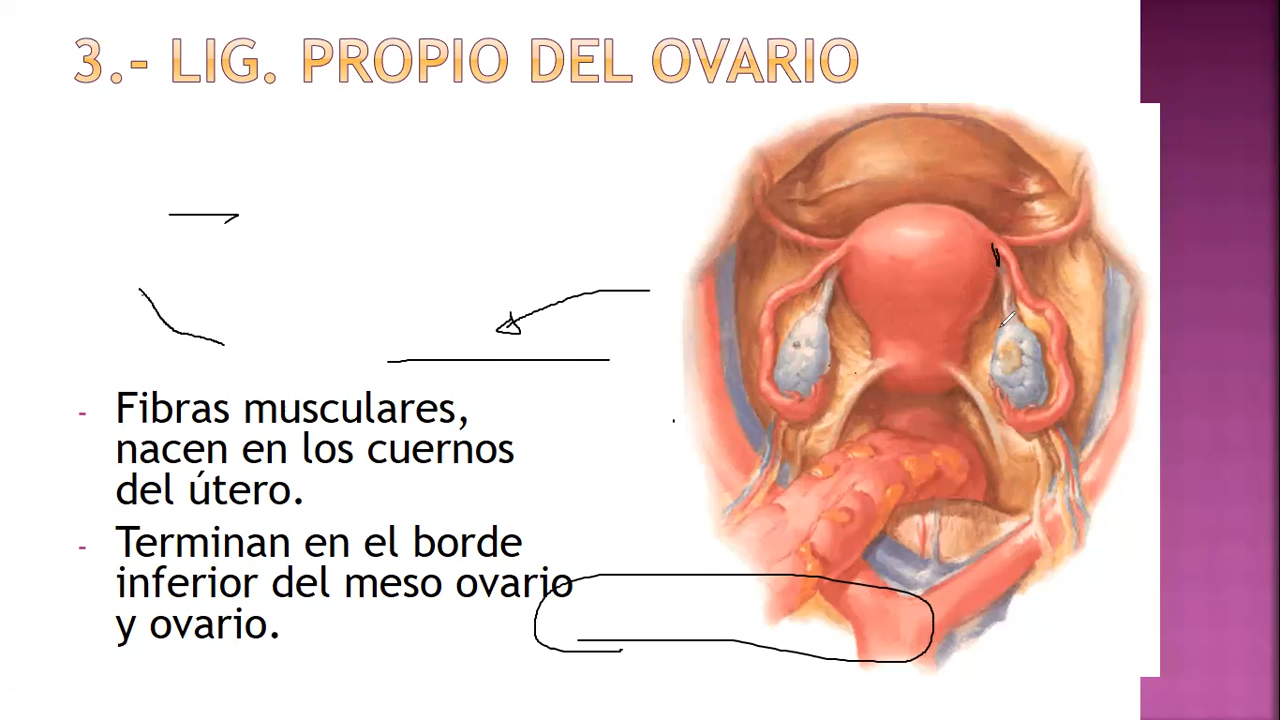 3.- LIG. PROPIO DEL OVARIO
- Fibras musculares,
nacen en los cuernos
del útero.
- Terminan en el borde
inferior del meso ovario
y ovario.